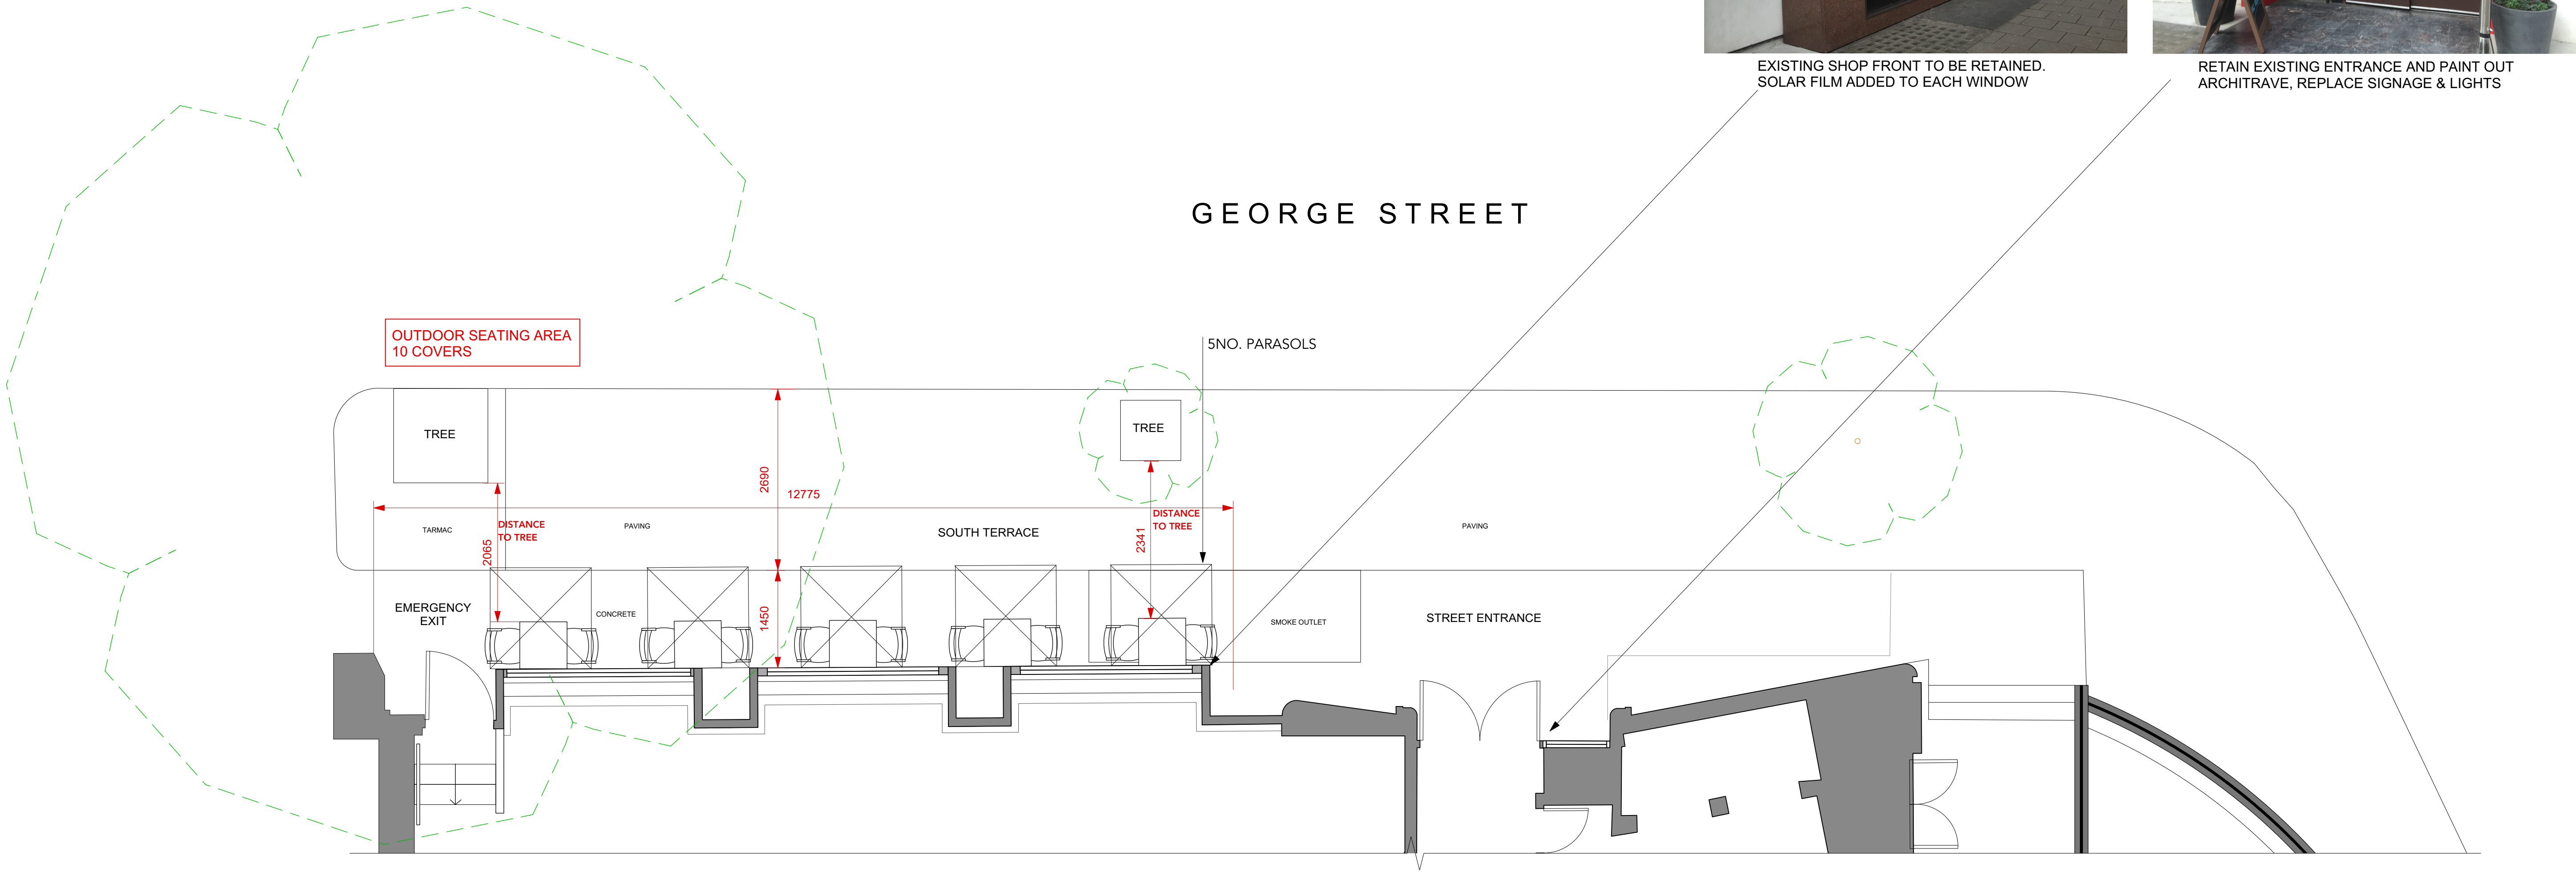 EXISTING SHOP FRONT TO BE RETAINED.
SOLAR FILM ADDED TO EACH WINDOW
RETAIN EXISTING ENTRANCE AND PAINT OUT
ARCHITRAVE, REPLACE SIGNAGE & LIGHTS
GEORGE STREET
OUTDOOR SEATING AREA
10 COVERS
5NO. PARASOLS
TREE
TREE
2690
12775
TARMAC
DISTANCE
TO TREE
2065
PAVING
SOUTH TERRACE
DISTANCE
TO TREE
2341
PAVING
EMERGENCY
EXIT
CONCRETE
1450
SMOKE OUTLET
STREET ENTRANCE